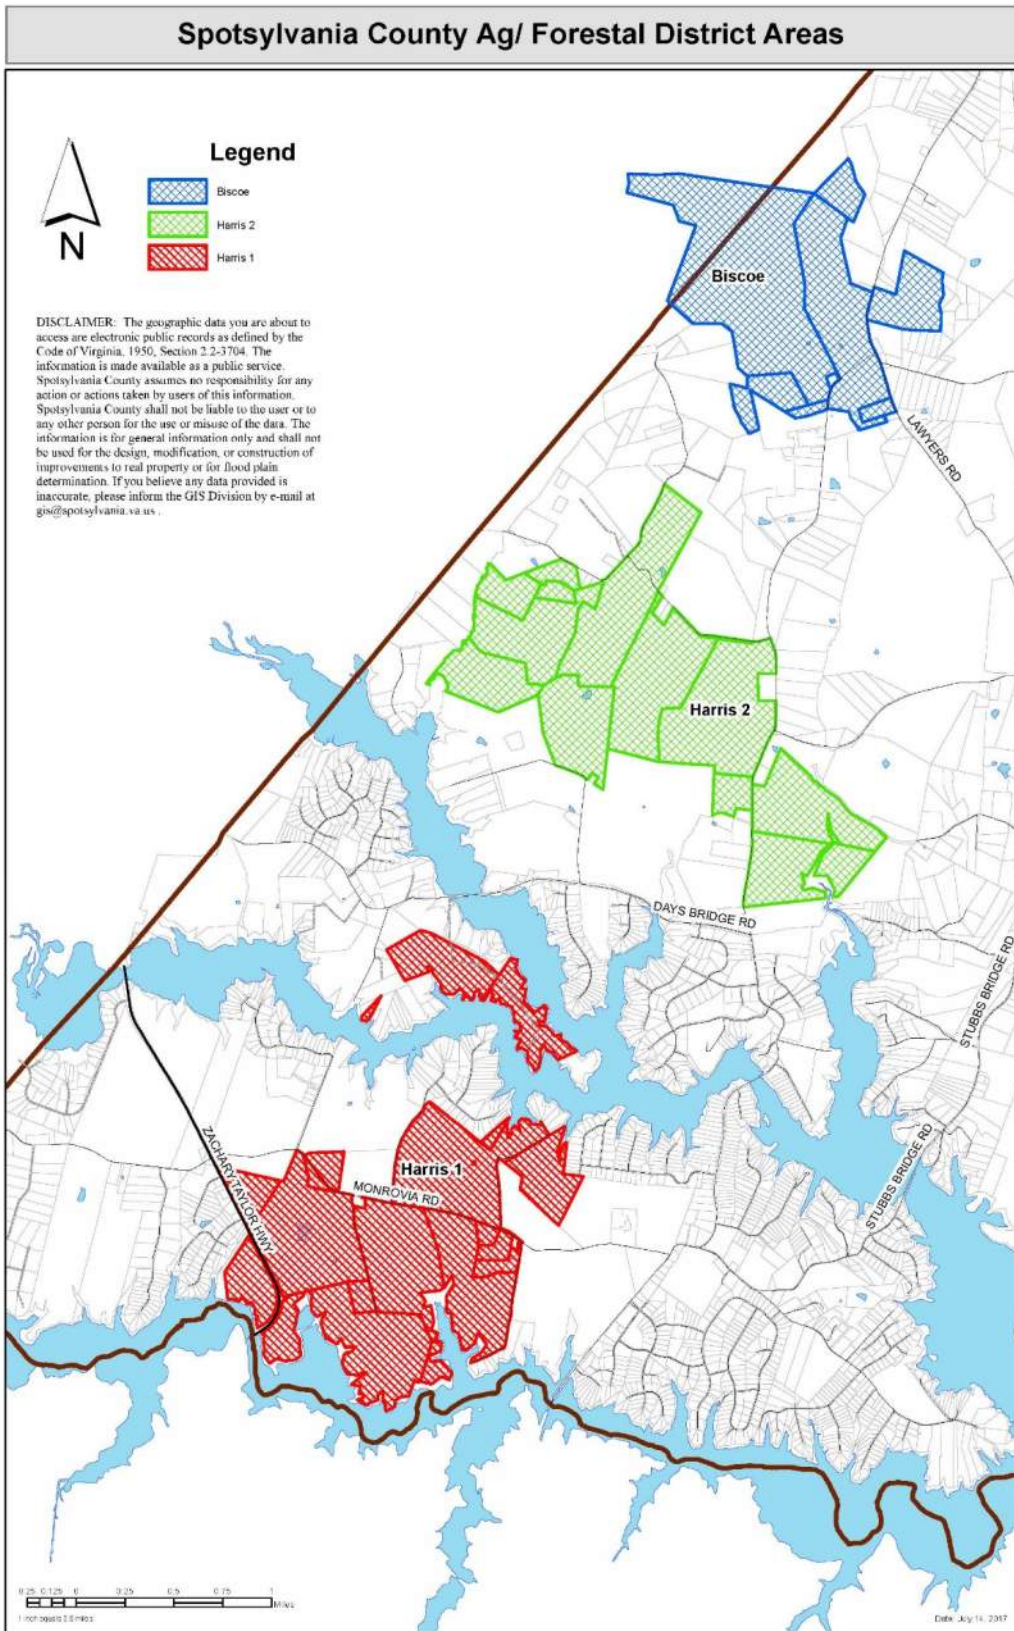 Spotsylvania County Ag/ Forestal District Areas
Legend
Biscoe
Harris 2
Harris 1
N
DISCLAIMER: The geographic data you are about to
access are electronic public records as defined by the
Code of Virginia, 1950, Section 2.2-3704. The
information is made available as a public service.
Spotsylvania County assumes no responsibility for any
action or actions taken by users of this information.
Spotsylvania County shall not be liable to the user or to
any other person for the use or misuse of the data. The
information is for general information only and shall not
be used for the design, modification, or construction of
improvements to real property or for flood plain
determination. If you believe any data provided is
inaccurate, please inform the GIS Division by e-mail at
gis@spotsylvania.va.us .
Biscoe
LAWYERS RD
Harris 2
DAYS BRIDGE RD
STUBBS BRIDGE RD
ZACHARY TAYLOR HWY
Harris 1
MONROVIA RD
STUBBS BRIDGE RD
0.25 0.125 0 0.25 0.5 0.75 1
Miles
1 inch equals
Date: July 14, 2017